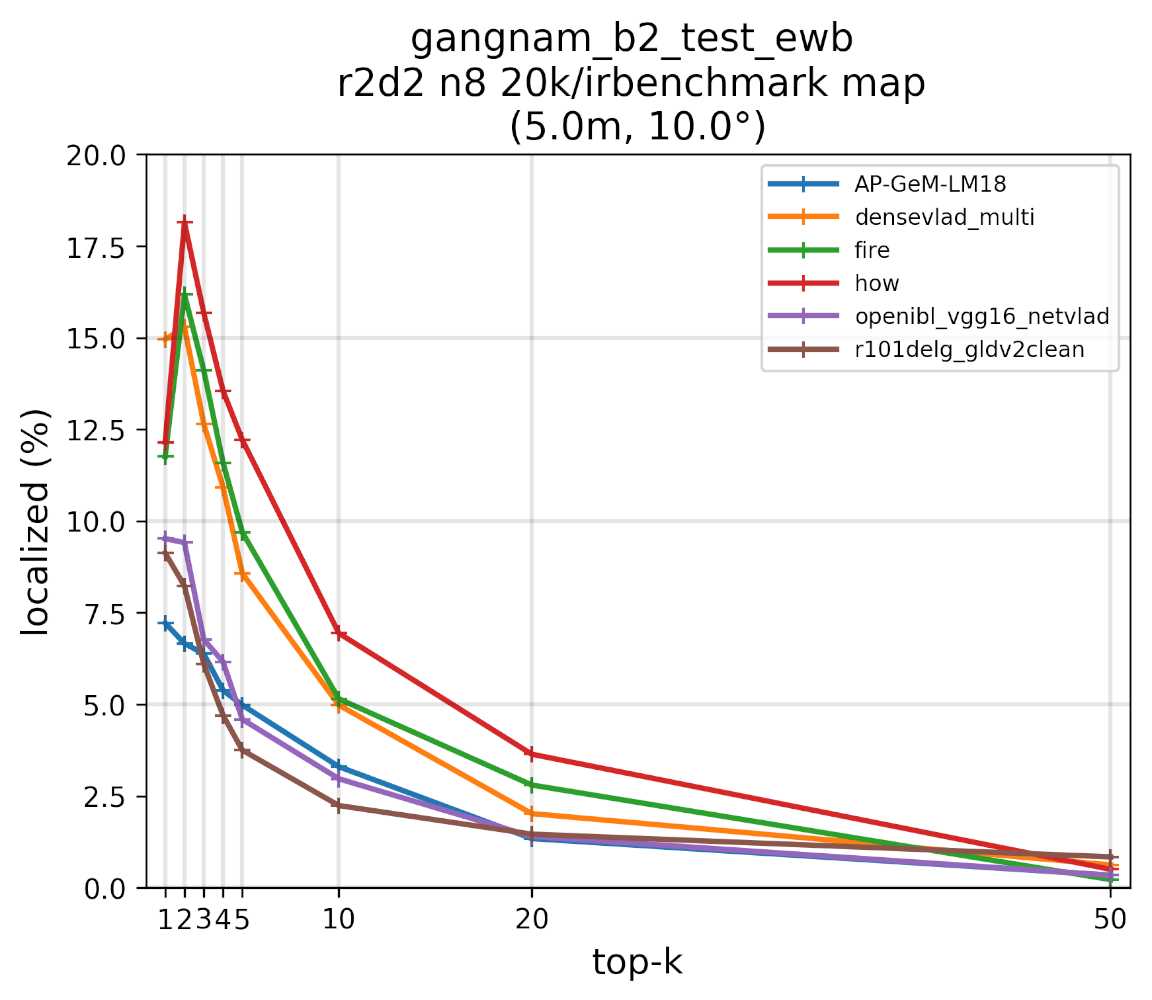 gangnam_b2_test_ewb
r2d2 n8 20k/irbenchmark map
(5.0m, 10.0°)
20.0
17.5
15.0
12.5
10.0
7.5
5.0
2.5
0.0
localized (%)
AP-GeM-LM18
densevlad_multi
fire
how
openibl_vgg16_netvlad
r101delg_gldv2clean
1 2 3 4 5 10 20 50
top-k